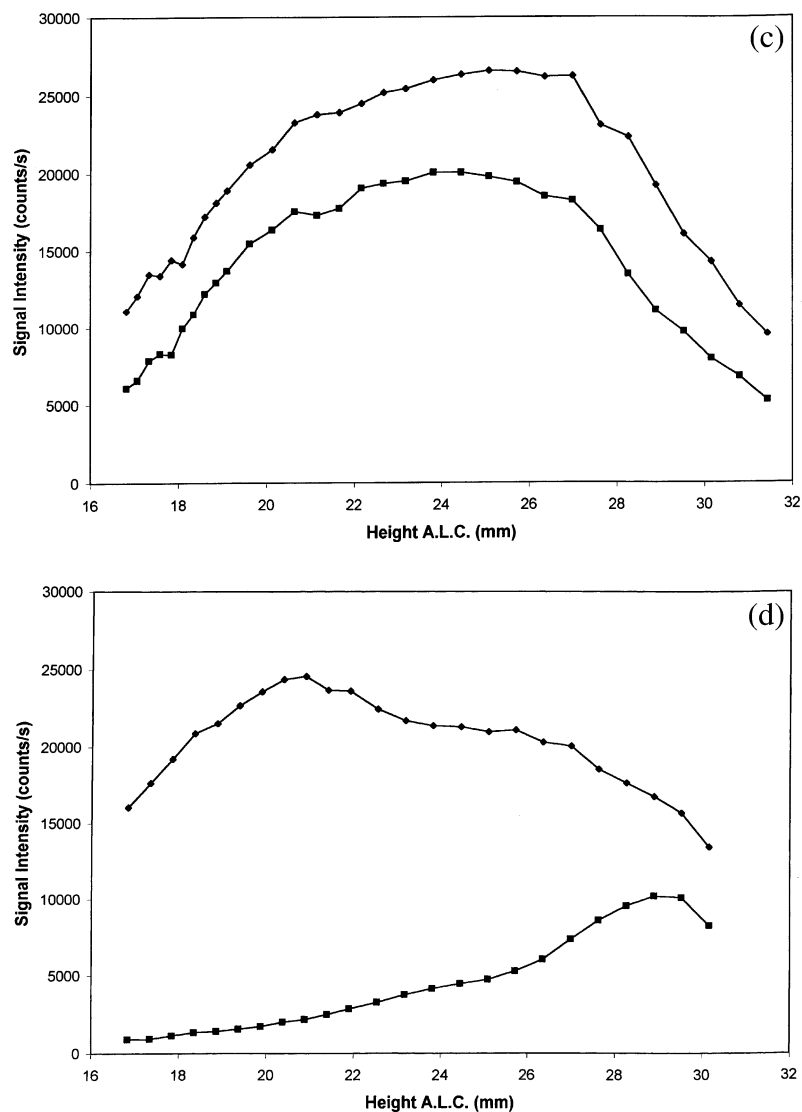 (c)
30000
25000
20000
15000
10000
5000
0
Signal Intensity (counts/s)
16 18 20 22 24 26 28 30 32
Height A.L.C. (mm)
(d)
30000
25000
20000
15000
10000
5000
0
Signal Intensity (counts/s)
16 18 20 22 24 26 28 30 32
Height A.L.C. (mm)